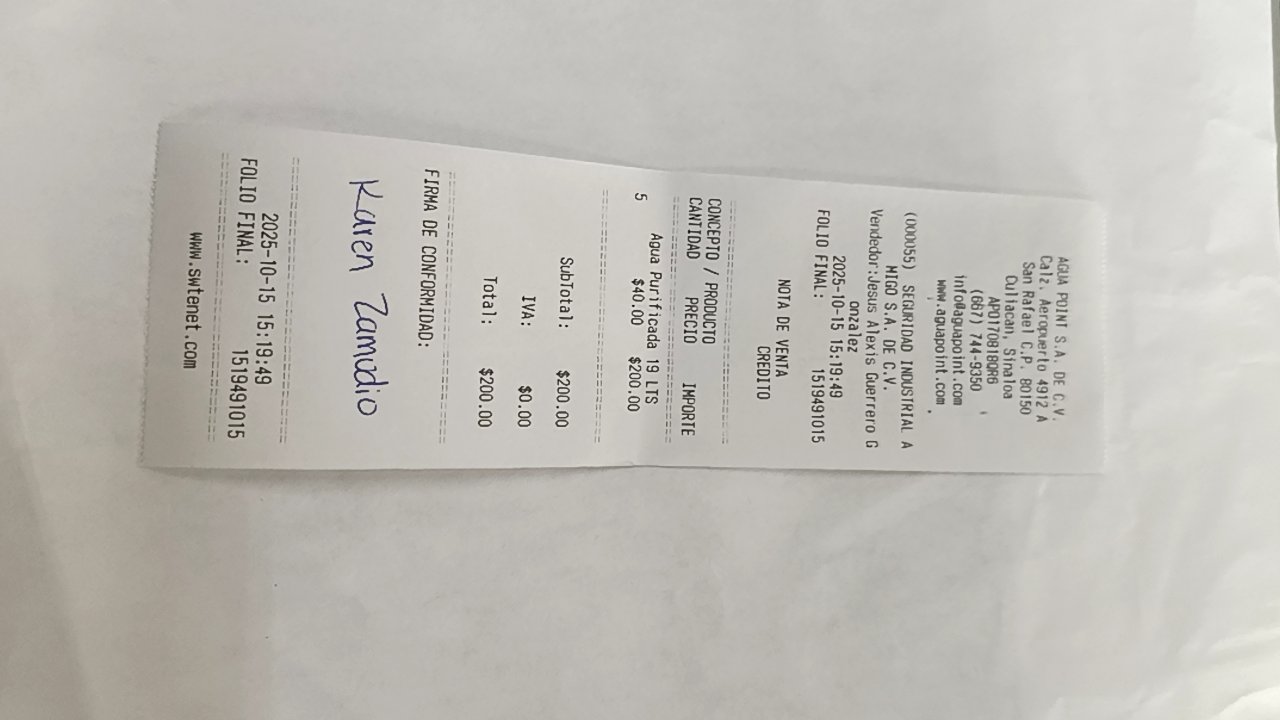 AGUA POINT S.A. DE C.V.
Calz. Aeropuerto 4912 A
San Rafael C.P. 80150
Culiacan, Sinaloa
APO170818QR6
(667) 744-9350
info@aguapoint.com
www.aguapoint.com
(000055) SEGURIDAD INDUSTRIAL A
MIGO S.A. DE C.V.
Vendedor:Jesus Alexis Guerrero G
onzalez
2025-10-15 15:19:49
FOLIO FINAL: 1519491015
NOTA DE VENTA
CREDITO
CONCEPTO / PRODUCTO
CANTIDAD PRECIO IMPORTE
Agua Purificada 19 LTS
5 $40.00 $200.00
SubTotal: $200.00
IVA: $0.00
Total: $200.00
FIRMA DE CONFORMIDAD:
Karen Zamudio
2025-10-15 15:19:49
FOLIO FINAL: 1519491015
www.swtenet.com